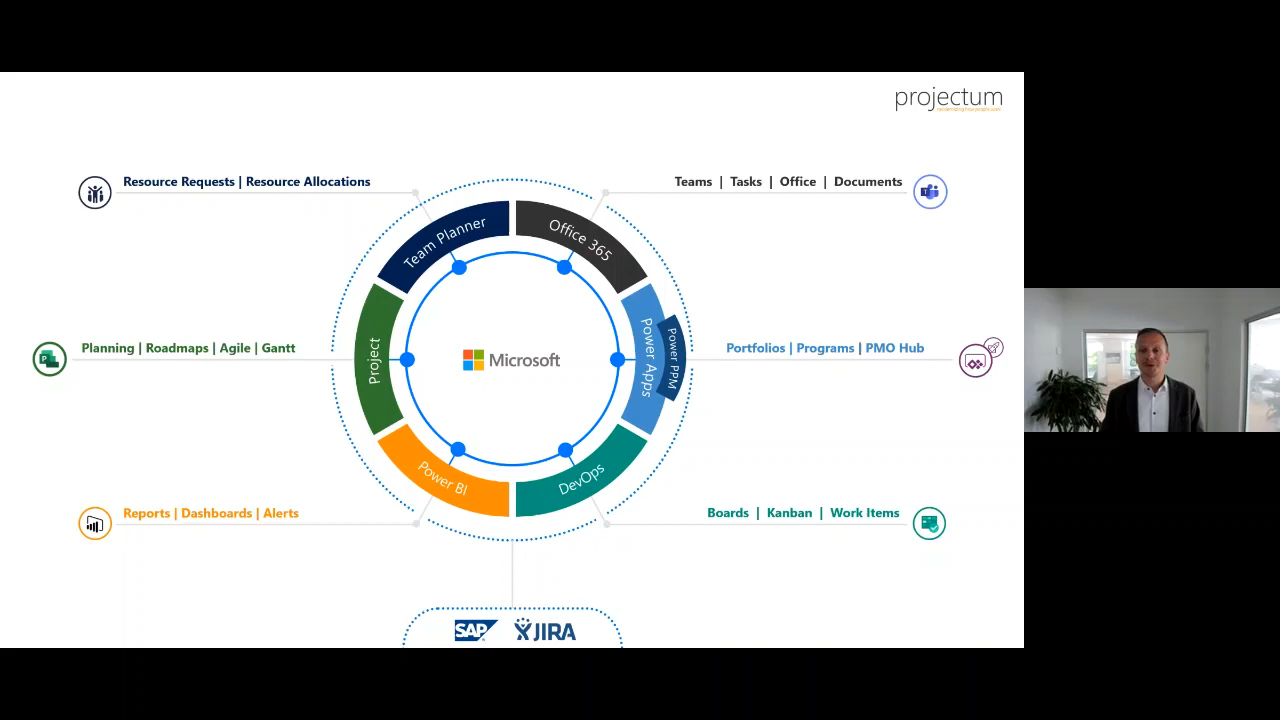 projectum
Resource Requests | Resource Allocations
Teams | Tasks | Office | Documents
Team Planner
Office 365
Planning | Roadmaps | Agile | Gantt
Project
Microsoft
Power Apps
Power PPM
Portfolios | Programs | PMO Hub
Power BI
DevOps
Reports | Dashboards | Alerts
Boards | Kanban | Work Items
SAP
JIRA